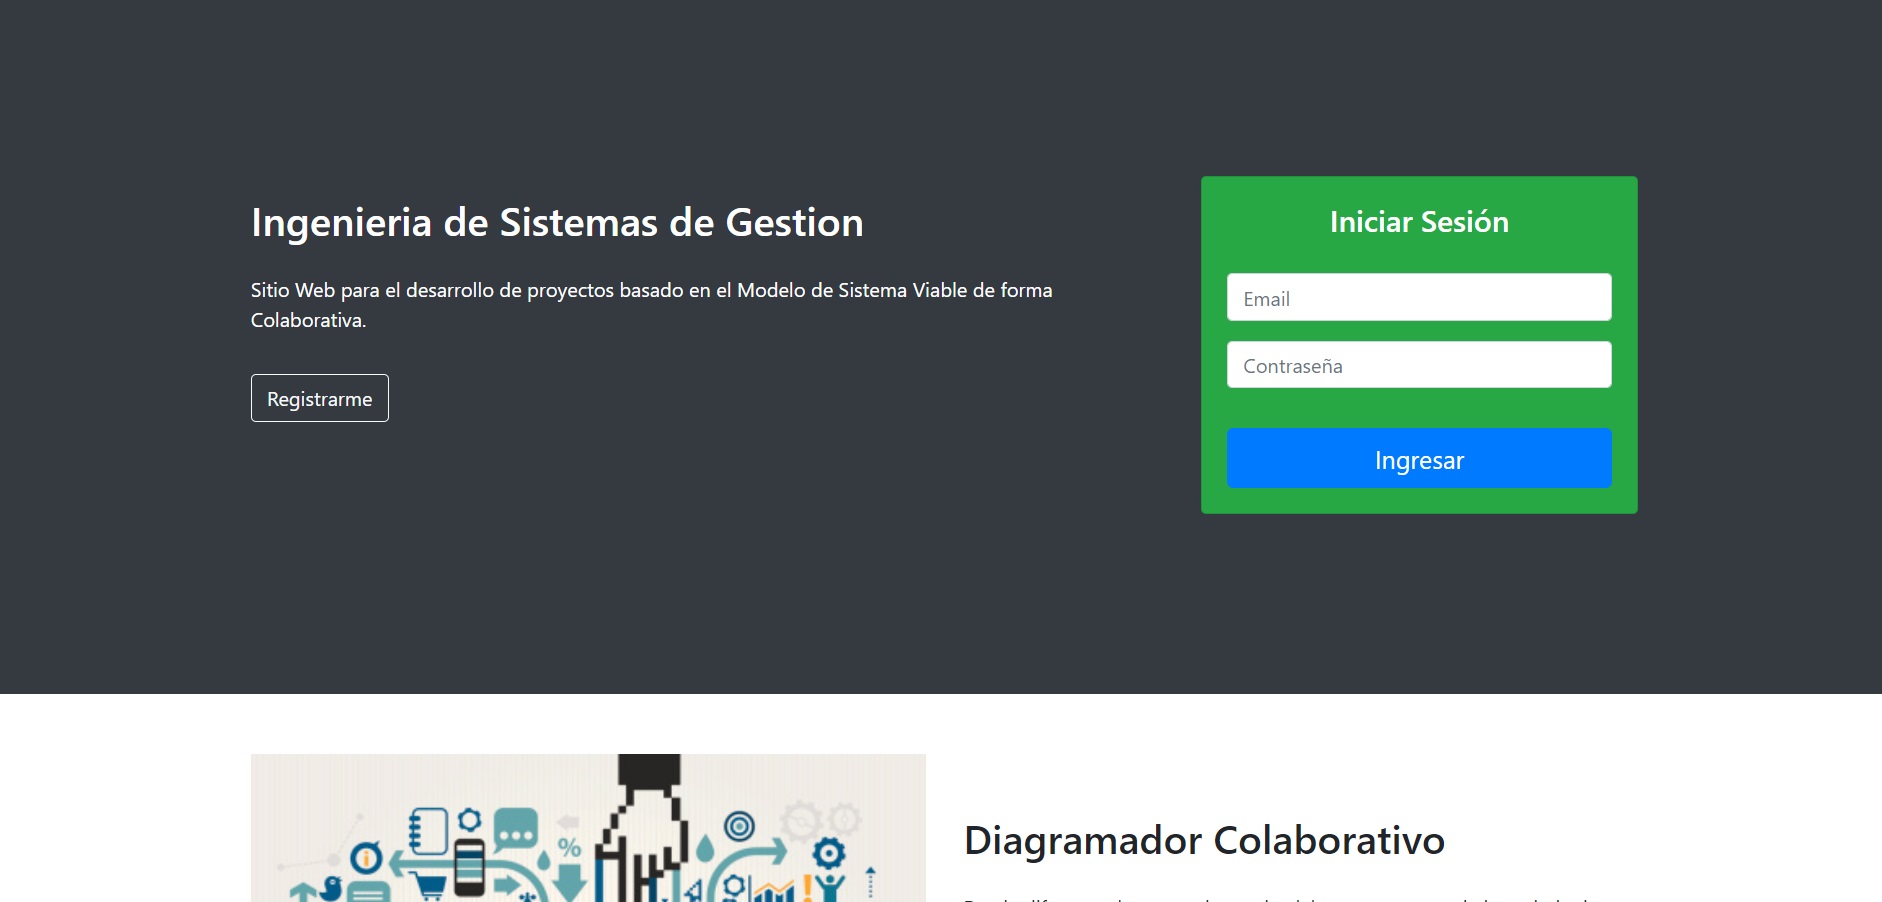 Ingenieria de Sistemas de Gestion
Sitio Web para el desarrollo de proyectos basado en el Modelo de Sistema Viable de forma
Colaborativa.
Registrarme
Iniciar Sesión
Email
Contraseña
Ingresar
Diagramador Colaborativo
%